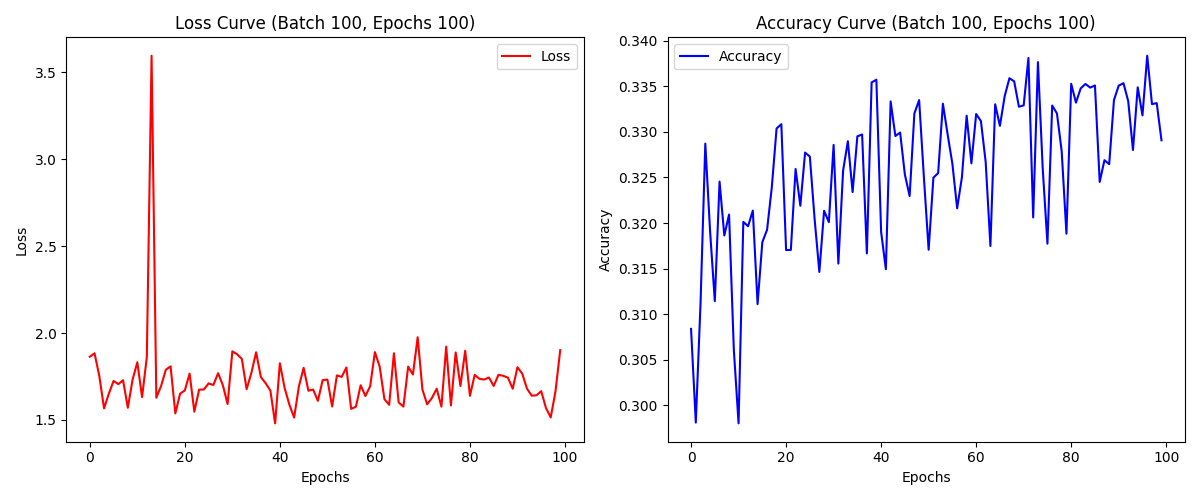 Loss Curve (Batch 100, Epochs 100)
Loss
3.5
3.0
2.5
2.0
1.5
Loss
0 20 40 60 80 100
Epochs
Accuracy Curve (Batch 100, Epochs 100)
Accuracy
0.340
0.335
0.330
0.325
0.320
0.315
0.310
0.305
0.300
Accuracy
0 20 40 60 80 100
Epochs